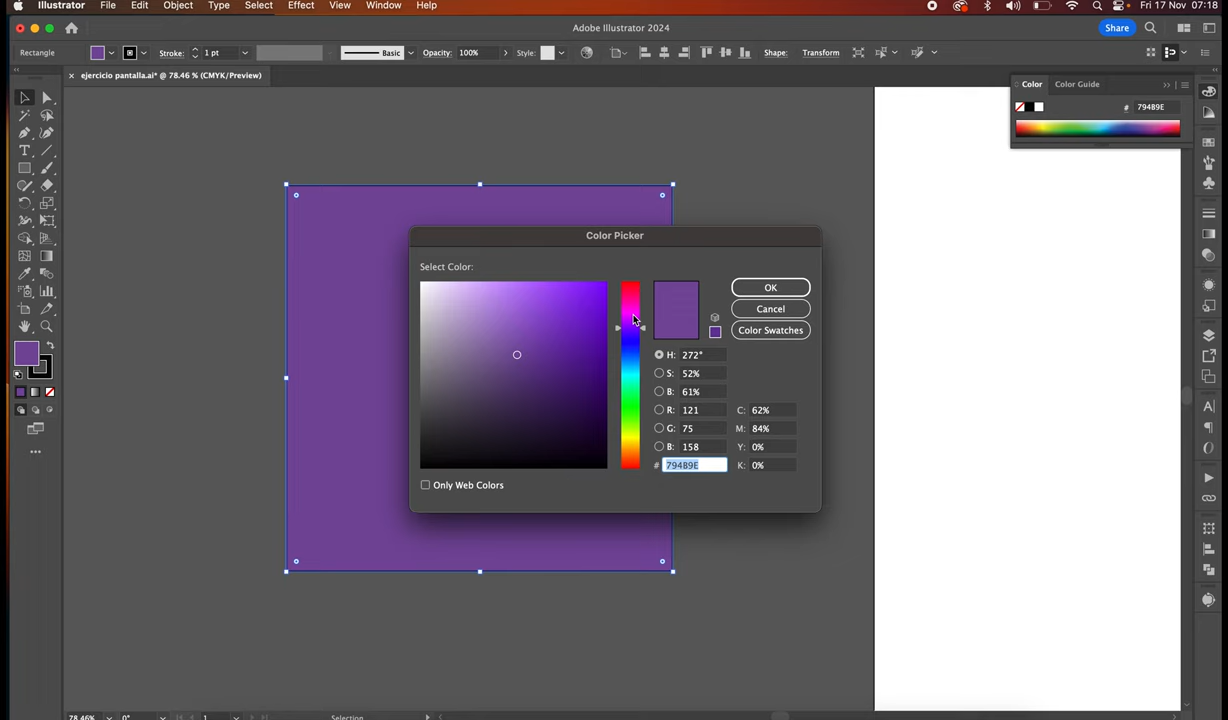 Illustrator File Edit Object Type Select Effect View Window Help Fri 17 Nov 07:18
Adobe Illustrator 2024 Share
Rectangle Stroke: 1 pt Basic Opacity: 100% Style: Shape: Transform
× ejercicio pantalla.ai* @ 78.46 % (CMYK/Preview)
Color Color Guide
# 794B9E
Color Picker
Select Color:
OK
Cancel
Color Swatches
H: 272°
S: 52%
B: 61%
R: 121 C: 62%
G: 75 M: 84%
B: 158 Y: 0%
# 794B9E K: 0%
Only Web Colors
78.46% 0° 1 Selection